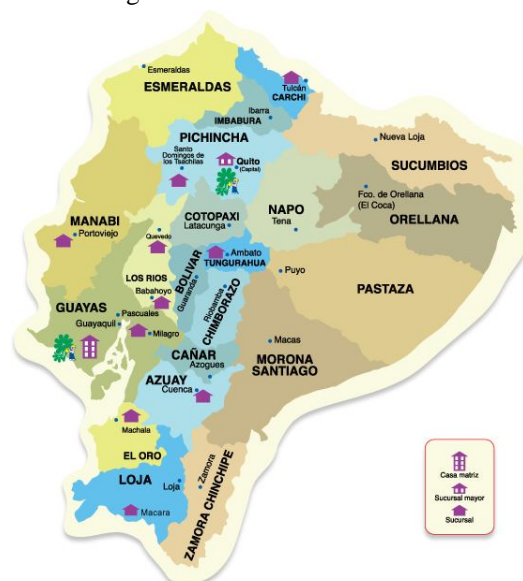 Esmeraldas
ESMERALDAS
Tulcán
CARCHI
Ibarra
IMBABURA
PICHINCHA
Santo
Domingos de
los Tsáchilas
Quito
(Capital)
Nueva Loja
SUCUMBIOS
Fco. de Orellana
(El Coca)
ORELLANA
NAPO
Tena
COTOPAXI
Latacunga
MANABI
Portoviejo
Quevedo
LOS RIOS
Babahoyo
BOLIVAR
Guaranda
Ambato
TUNGURAHUA
Puyo
PASTAZA
Riobamba
CHIMBORAZO
GUAYAS
Pascuales
Guayaquil
Milagro
Macas
MORONA
SANTIAGO
CAÑAR
Azogues
AZUAY
Cuenca
Machala
EL ORO
LOJA
Loja
Zamora
ZAMORA CHINCHIPE
Macara
Casa matriz
Sucursal mayor
Sucursal